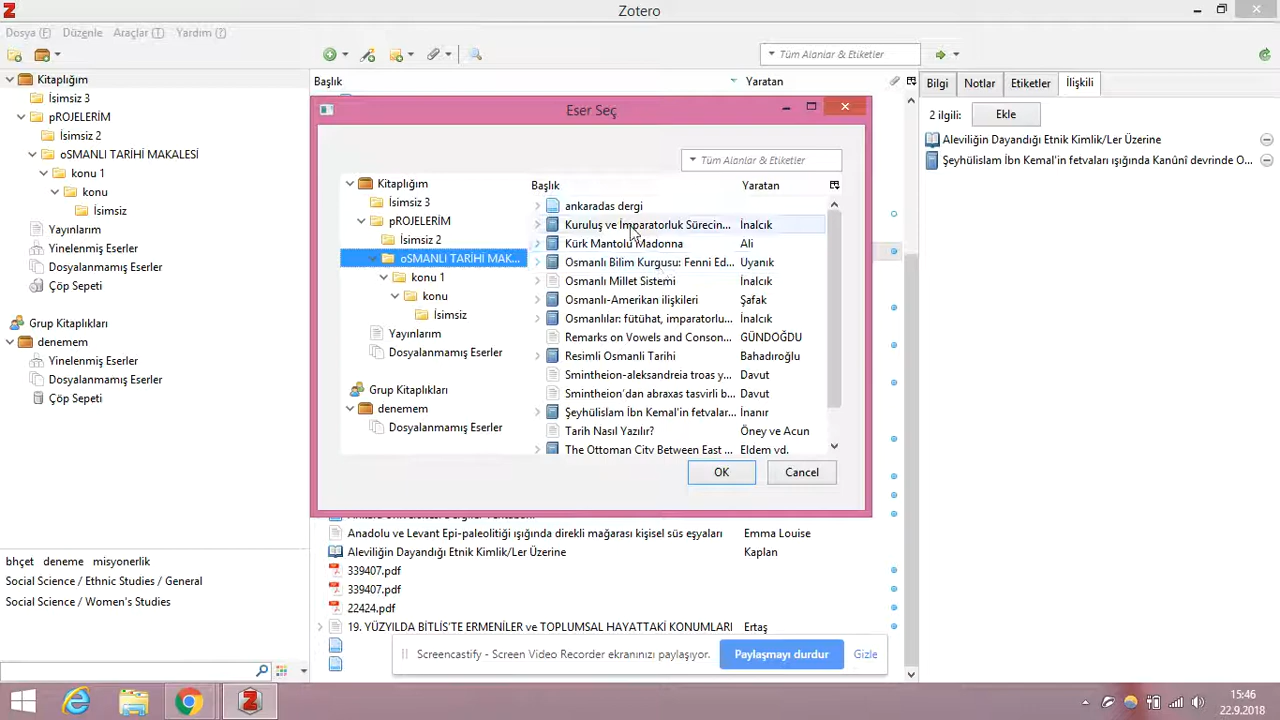 Zotero
Dosya (F) Düzenle Araçlar (T) Yardım (?)
Tüm Alanlar & Etiketler
Kitaplığım
İsimsiz 3
pROJELERİM
İsimsiz 2
oSMANLI TARİHİ MAKALESİ
konu 1
konu
İsimsiz
Yayınlarım
Yinelenmiş Eserler
Dosyalanmamış Eserler
Çöp Sepeti
Grup Kitaplıkları
denemem
Yinelenmiş Eserler
Dosyalanmamış Eserler
Çöp Sepeti
bhçet deneme misyonerlik
Social Science / Ethnic Studies / General
Social Science / Women's Studies
Başlık Yaratan
Eser Seç
Tüm Alanlar & Etiketler
Kitaplığım
İsimsiz 3
pROJELERİM
İsimsiz 2
oSMANLI TARİHİ MAK...
konu 1
konu
İsimsiz
Yayınlarım
Dosyalanmamış Eserler
Grup Kitaplıkları
denemem
Dosyalanmamış Eserler
Başlık Yaratan
ankaradas dergi
Kuruluş ve İmparatorluk Sürecin... İnalcık
Kürk Mantolu Madonna Ali
Osmanlı Bilim Kurgusu: Fenni Ed... Uyanık
Osmanlı Millet Sistemi İnalcık
Osmanlı-Amerikan ilişkileri Şafak
Osmanlılar: fütühat, imparatorlu... İnalcık
Remarks on Vowels and Conson... GÜNDOĞDU
Resimli Osmanli Tarihi Bahadıroğlu
Smintheion-aleksandreia troas y... Davut
Smintheion'dan abraxas tasvirli b... Davut
Şeyhülislam İbn Kemal'in fetvalar... İnanır
Tarih Nasıl Yazılır? Öney ve Acun
The Ottoman City Between East ... Eldem vd.
OK Cancel
Anadolu ve Levant Epi-paleolitiği ışığında direkli mağarası kişisel süs eşyaları Emma Louise
Aleviliğin Dayandığı Etnik Kimlik/Ler Üzerine Kaplan
339407.pdf
339407.pdf
22424.pdf
19. YÜZYILDA BİTLİS'TE ERMENİLER ve TOPLUMSAL HAYATTAKİ KONUMLARI Ertaş
Screencastify - Screen Video Recorder ekranınızı paylaşıyor. Paylaşmayı durdur Gizle
Bilgi Notlar Etiketler İlişkili
2 ilgili: Ekle
Aleviliğin Dayandığı Etnik Kimlik/Ler Üzerine
Şeyhülislam İbn Kemal'in fetvaları ışığında Kanûnî devrinde O...
15:46
22.9.2018